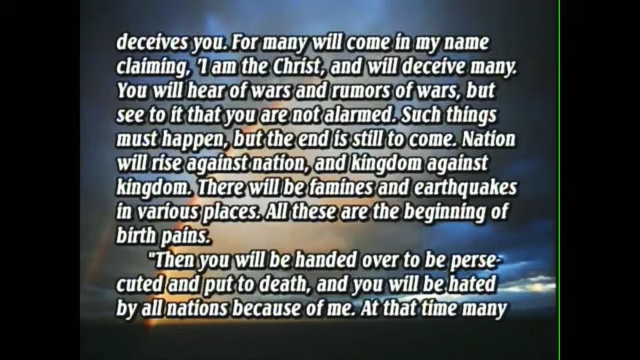 deceives you. For many will come in my name
claiming, 'I am the Christ, and will deceive many.
You will hear of wars and rumors of wars, but
see to it that you are not alarmed. Such things
must happen, but the end is still to come. Nation
will rise against nation, and kingdom against
kingdom. There will be famines and earthquakes
in various places. All these are the beginning of
birth pains.
"Then you will be handed over to be perse-
cuted and put to death, and you will be hated
by all nations because of me. At that time many